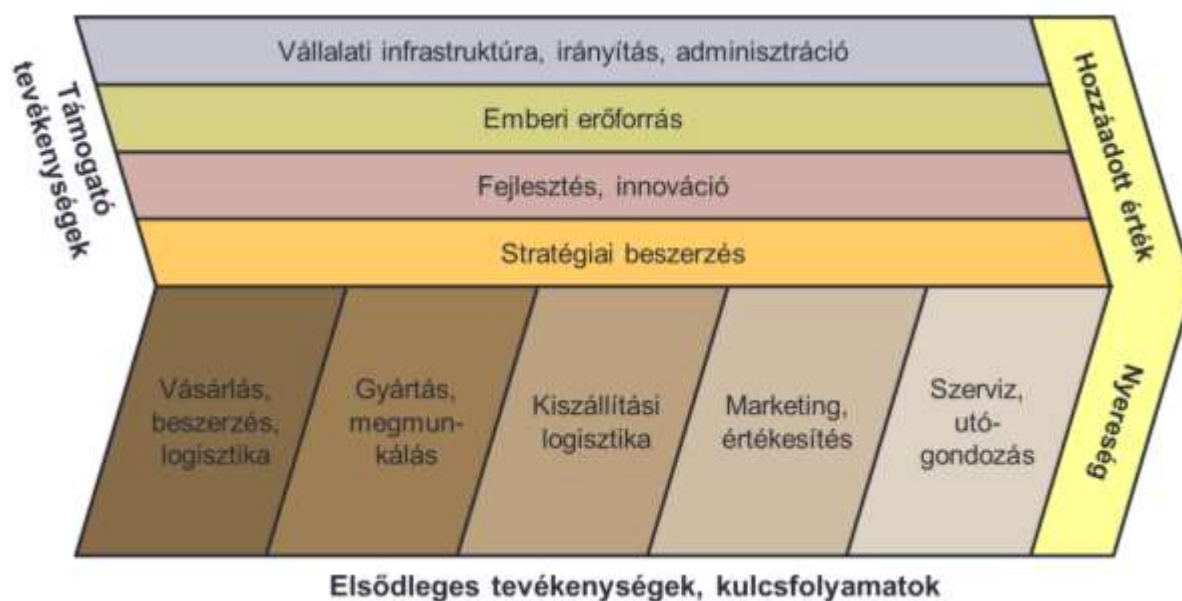 Vállalati infrastruktúra, irányítás, adminisztráció
Támogató
tevékenységek
Emberi erőforrás
Fejlesztés, innováció
Stratégiai beszerzés
Hozzáadott érték
Vásárlás,
beszerzés,
logisztika
Gyártás,
megmun-
kálás
Kiszállítási
logisztika
Marketing,
értékesítés
Szerviz,
utó-
gondozás
Nyereség
Elsődleges tevékenységek, kulcsfolyamatok